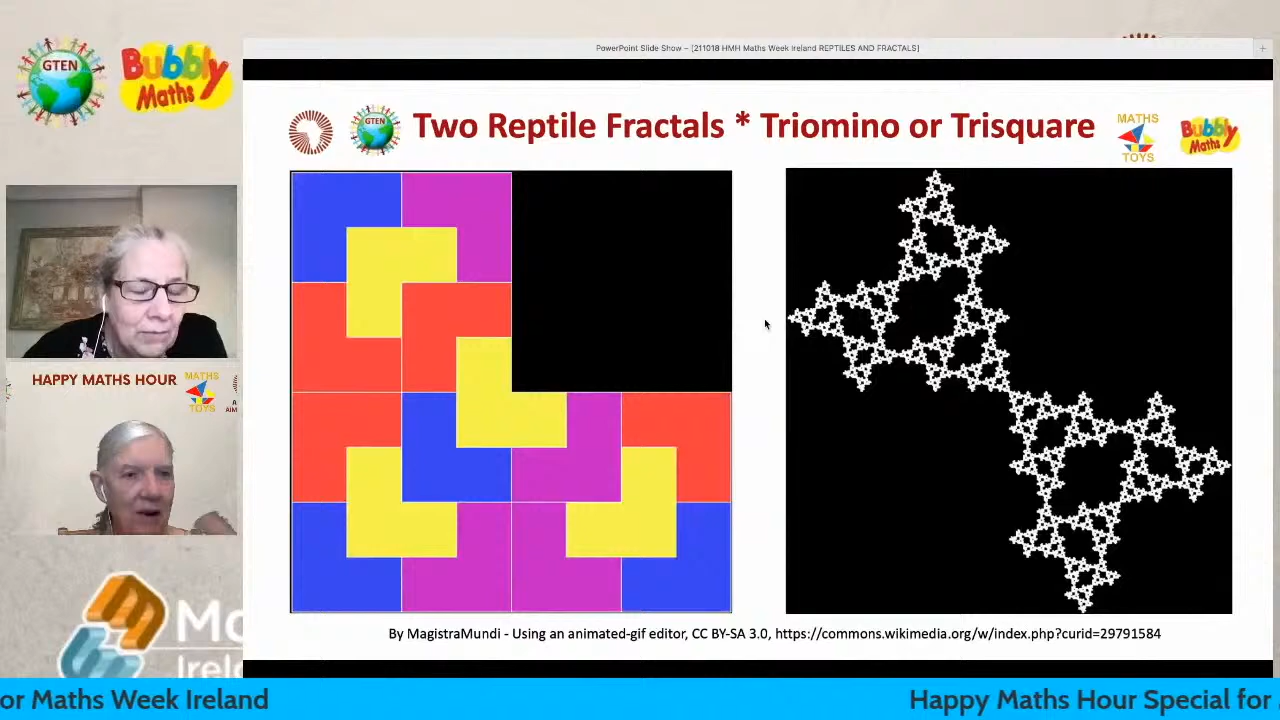 PowerPoint Slide Show – [211018 HMH Maths Week Ireland REPTILES AND FRACTALS]
GTEN
Bubbly
Maths
GTEN
Two Reptile Fractals * Triomino or Trisquare
MATHS
TOYS
Bubbly
Maths
HAPPY MATHS HOUR
MATHS
TOYS
A
AIM
By MagistraMundi - Using an animated-gif editor, CC BY-SA 3.0, https://commons.wikimedia.org/w/index.php?curid=29791584
or Maths Week Ireland
Happy Maths Hour Special for